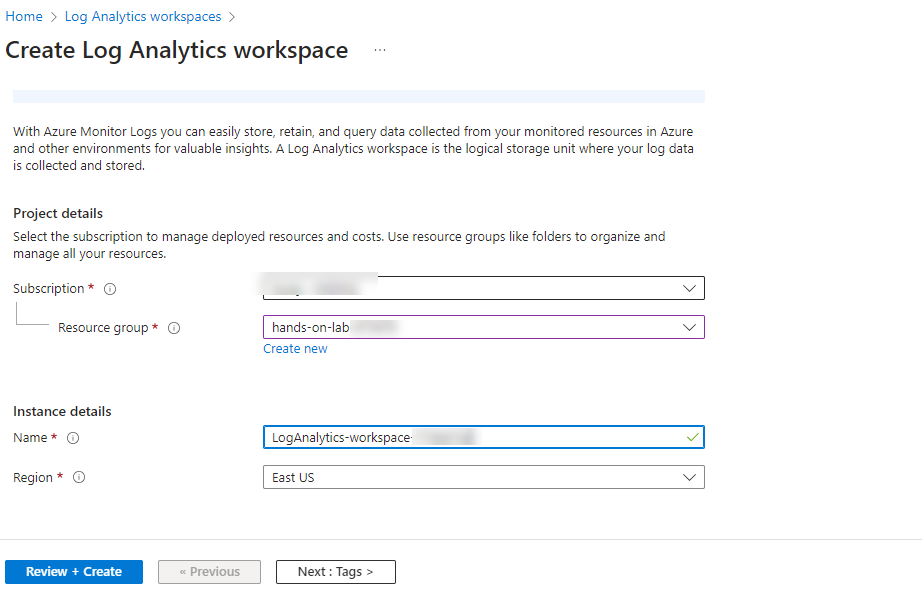 Home > Log Analytics workspaces >
Create Log Analytics workspace ...
With Azure Monitor Logs you can easily store, retain, and query data collected from your monitored resources in Azure
and other environments for valuable insights. A Log Analytics workspace is the logical storage unit where your log data
is collected and stored.
Project details
Select the subscription to manage deployed resources and costs. Use resource groups like folders to organize and
manage all your resources.
Subscription *
Resource group * hands-on-lab
Create new
Instance details
Name * LogAnalytics-workspace-
Region * East US
Review + Create « Previous Next : Tags >